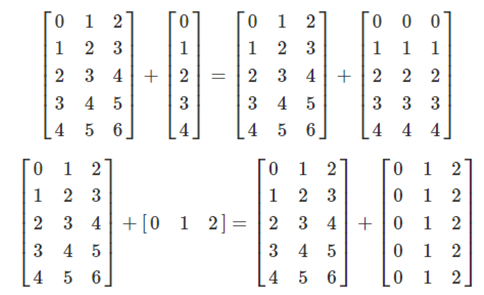 0 1 2   0   0 1 2   0 0 0
1 2 3   1   1 2 3   1 1 1
2 3 4 + 2 = 2 3 4 + 2 2 2
3 4 5   3   3 4 5   3 3 3
4 5 6   4   4 5 6   4 4 4
0 1 2   0 1 2   0 1 2
1 2 3   1 2 3   0 1 2
2 3 4 + [0 1 2] = 2 3 4 + 0 1 2
3 4 5   3 4 5   0 1 2
4 5 6   4 5 6   0 1 2